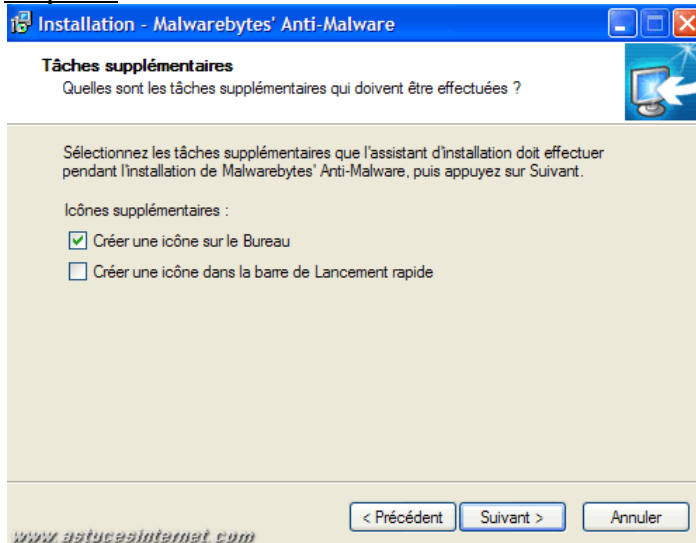 Installation - Malwarebytes' Anti-Malware
Tâches supplémentaires
Quelles sont les tâches supplémentaires qui doivent être effectuées ?
Sélectionnez les tâches supplémentaires que l'assistant d'installation doit effectuer
pendant l'installation de Malwarebytes' Anti-Malware, puis appuyez sur Suivant.
Icônes supplémentaires :
Créer une icône sur le Bureau
Créer une icône dans la barre de Lancement rapide
< Précédent Suivant > Annuler
www.astucesinternet.com